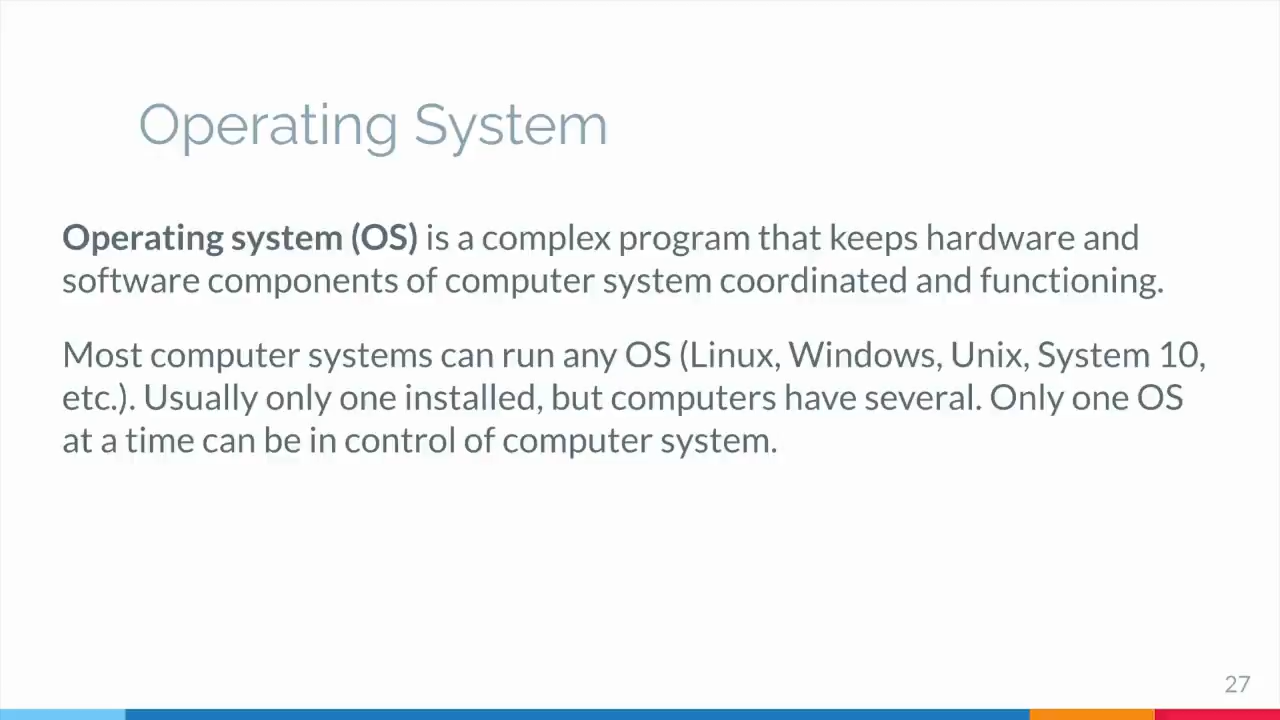 Operating System
Operating system (OS) is a complex program that keeps hardware and
software components of computer system coordinated and functioning.
Most computer systems can run any OS (Linux, Windows, Unix, System 10,
etc.). Usually only one installed, but computers have several. Only one OS
at a time can be in control of computer system.
27